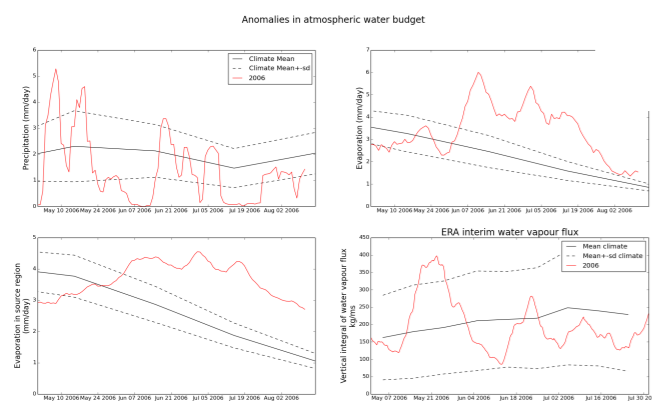 Anomalies in atmospheric water budget
Precipitation (mm/day)
6
5
4
3
2
1
0
Climate Mean
Climate Mean+-sd
2006
May 10 2006 May 24 2006 Jun 07 2006 Jun 21 2006 Jul 05 2006 Jul 19 2006 Aug 02 2006
Evaporation (mm/day)
7
6
5
4
3
2
1
0
May 10 2006 May 24 2006 Jun 07 2006 Jun 21 2006 Jul 05 2006 Jul 19 2006 Aug 02 2006
Evaporation in source region
(mm/day)
5
4
3
2
1
0
May 10 2006 May 24 2006 Jun 07 2006 Jun 21 2006 Jul 05 2006 Jul 19 2006 Aug 02 2006
ERA interim water vapour flux
Vertical integral of water vapour flux
kg/ms
450
400
350
300
250
200
150
100
50
0
Mean climate
Mean+-sd climate
2006
May 07 2006 May 21 2006 Jun 04 2006 Jun 18 2006 Jul 02 2006 Jul 16 2006 Jul 30 20